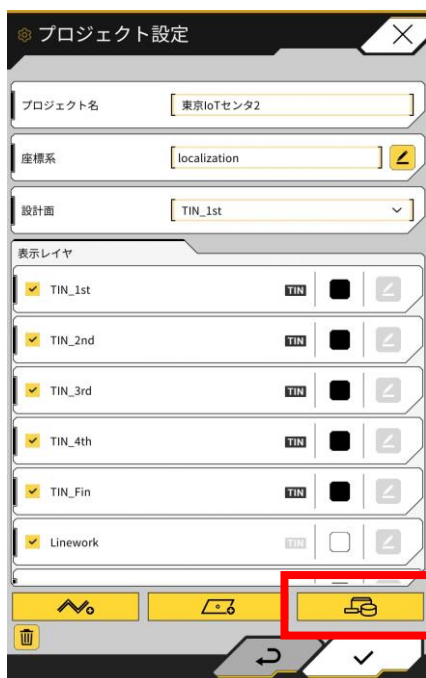 プロジェクト設定
プロジェクト名 東京IoTセンタ2
座標系 localization
設計面 TIN_1st
表示レイヤ
TIN_1st TIN
TIN_2nd TIN
TIN_3rd TIN
TIN_4th TIN
TIN_Fin TIN
Linework TIN